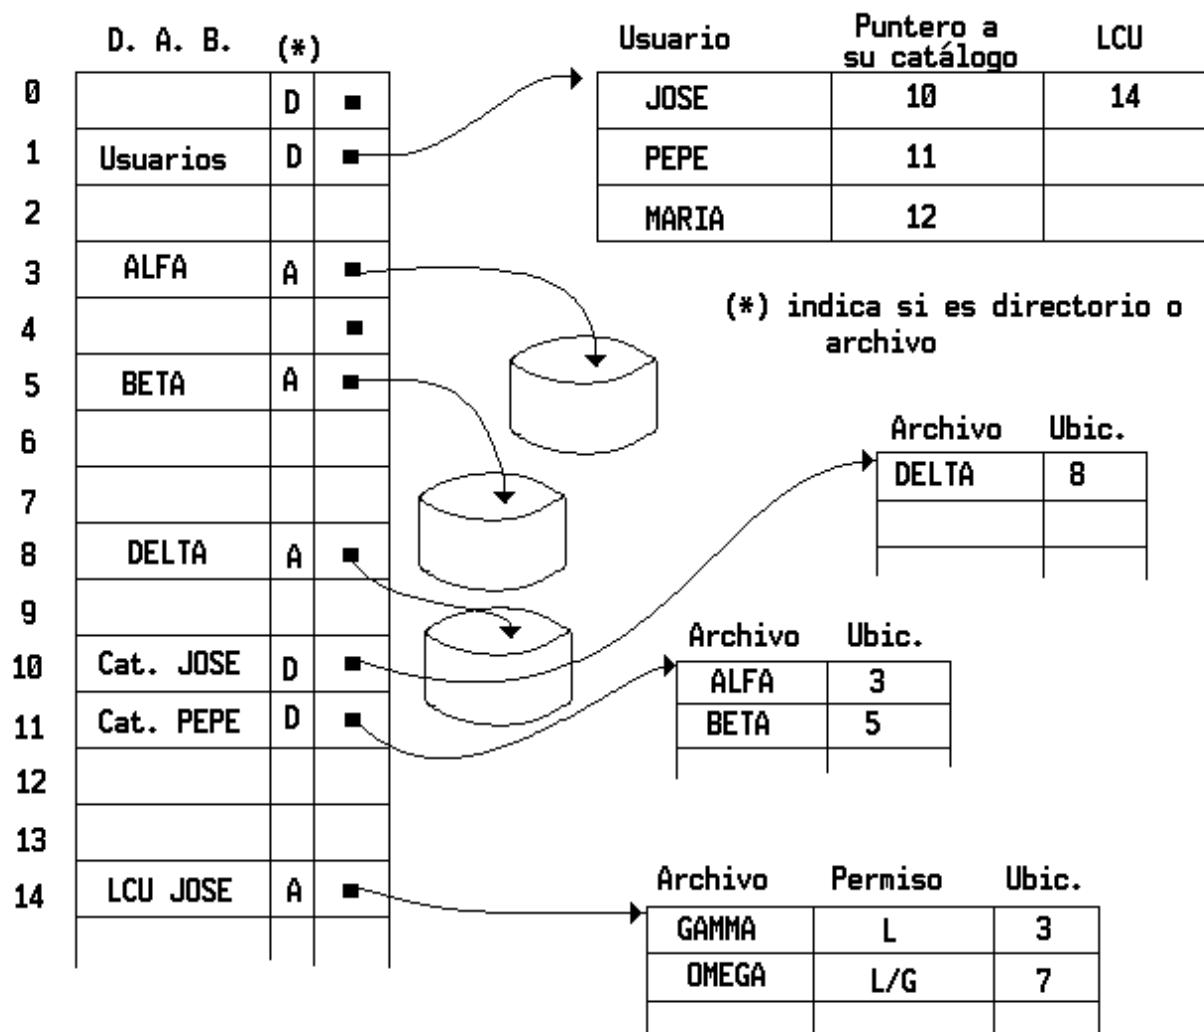 D. A. B. (*)
0 D
1 Usuarios D
2
3 ALFA A
4
5 BETA A
6
7
8 DELTA A
9
10 Cat. JOSE D
11 Cat. PEPE D
12
13
14 LCU JOSE A
Usuario Puntero a su catálogo LCU
JOSE 10 14
PEPE 11
MARIA 12
(*) indica si es directorio o
archivo
Archivo Ubic.
DELTA 8
Archivo Ubic.
ALFA 3
BETA 5
Archivo Permiso Ubic.
GAMMA L 3
OMEGA L/G 7